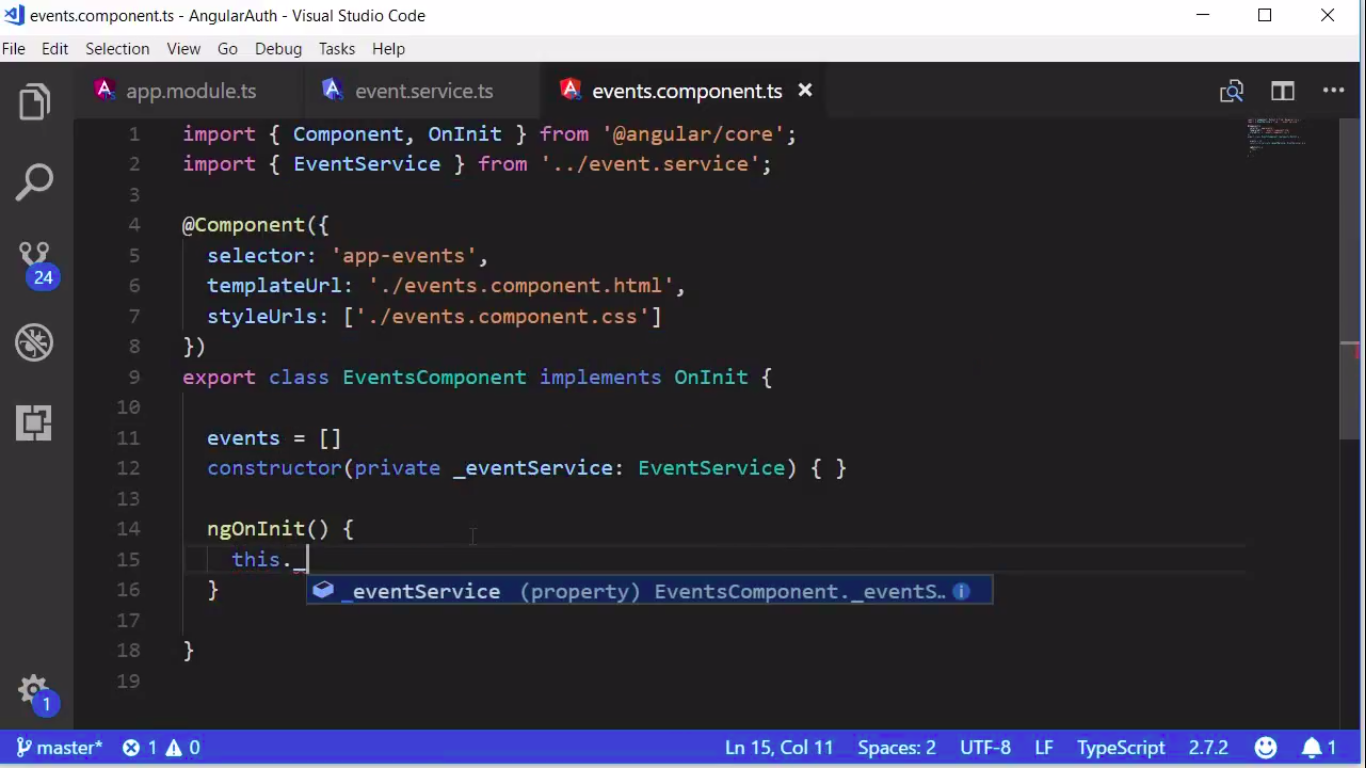 events.component.ts - AngularAuth - Visual Studio Code
File Edit Selection View Go Debug Tasks Help
app.module.ts event.service.ts events.component.ts
1 import { Component, OnInit } from '@angular/core';
2 import { EventService } from '../event.service';
3
4 @Component({
5 selector: 'app-events',
6 templateUrl: './events.component.html',
7 styleUrls: ['./events.component.css']
8 })
9 export class EventsComponent implements OnInit {
10
11 events = []
12 constructor(private _eventService: EventService) { }
13
14 ngOnInit() {
15 this._
_eventService (property) EventsComponent._eventS…
16 }
17
18 }
19
24
1
master* 1 0 Ln 15, Col 11 Spaces: 2 UTF-8 LF TypeScript 2.7.2 1